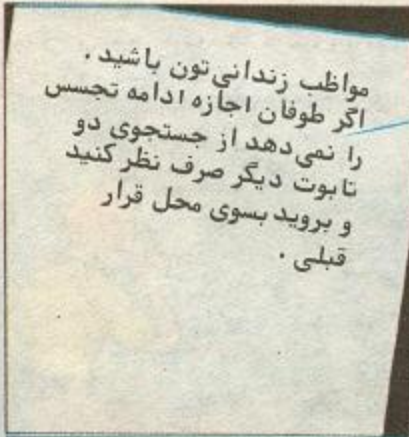 مواظب زندانی‌تون باشید.
اگر طوفان اجازه ادامه تجسس
را نمی‌دهد از جستجوی دو
تابوت دیگر صرف نظر کنید
و بروید بسوی محل قرار
قبلی.